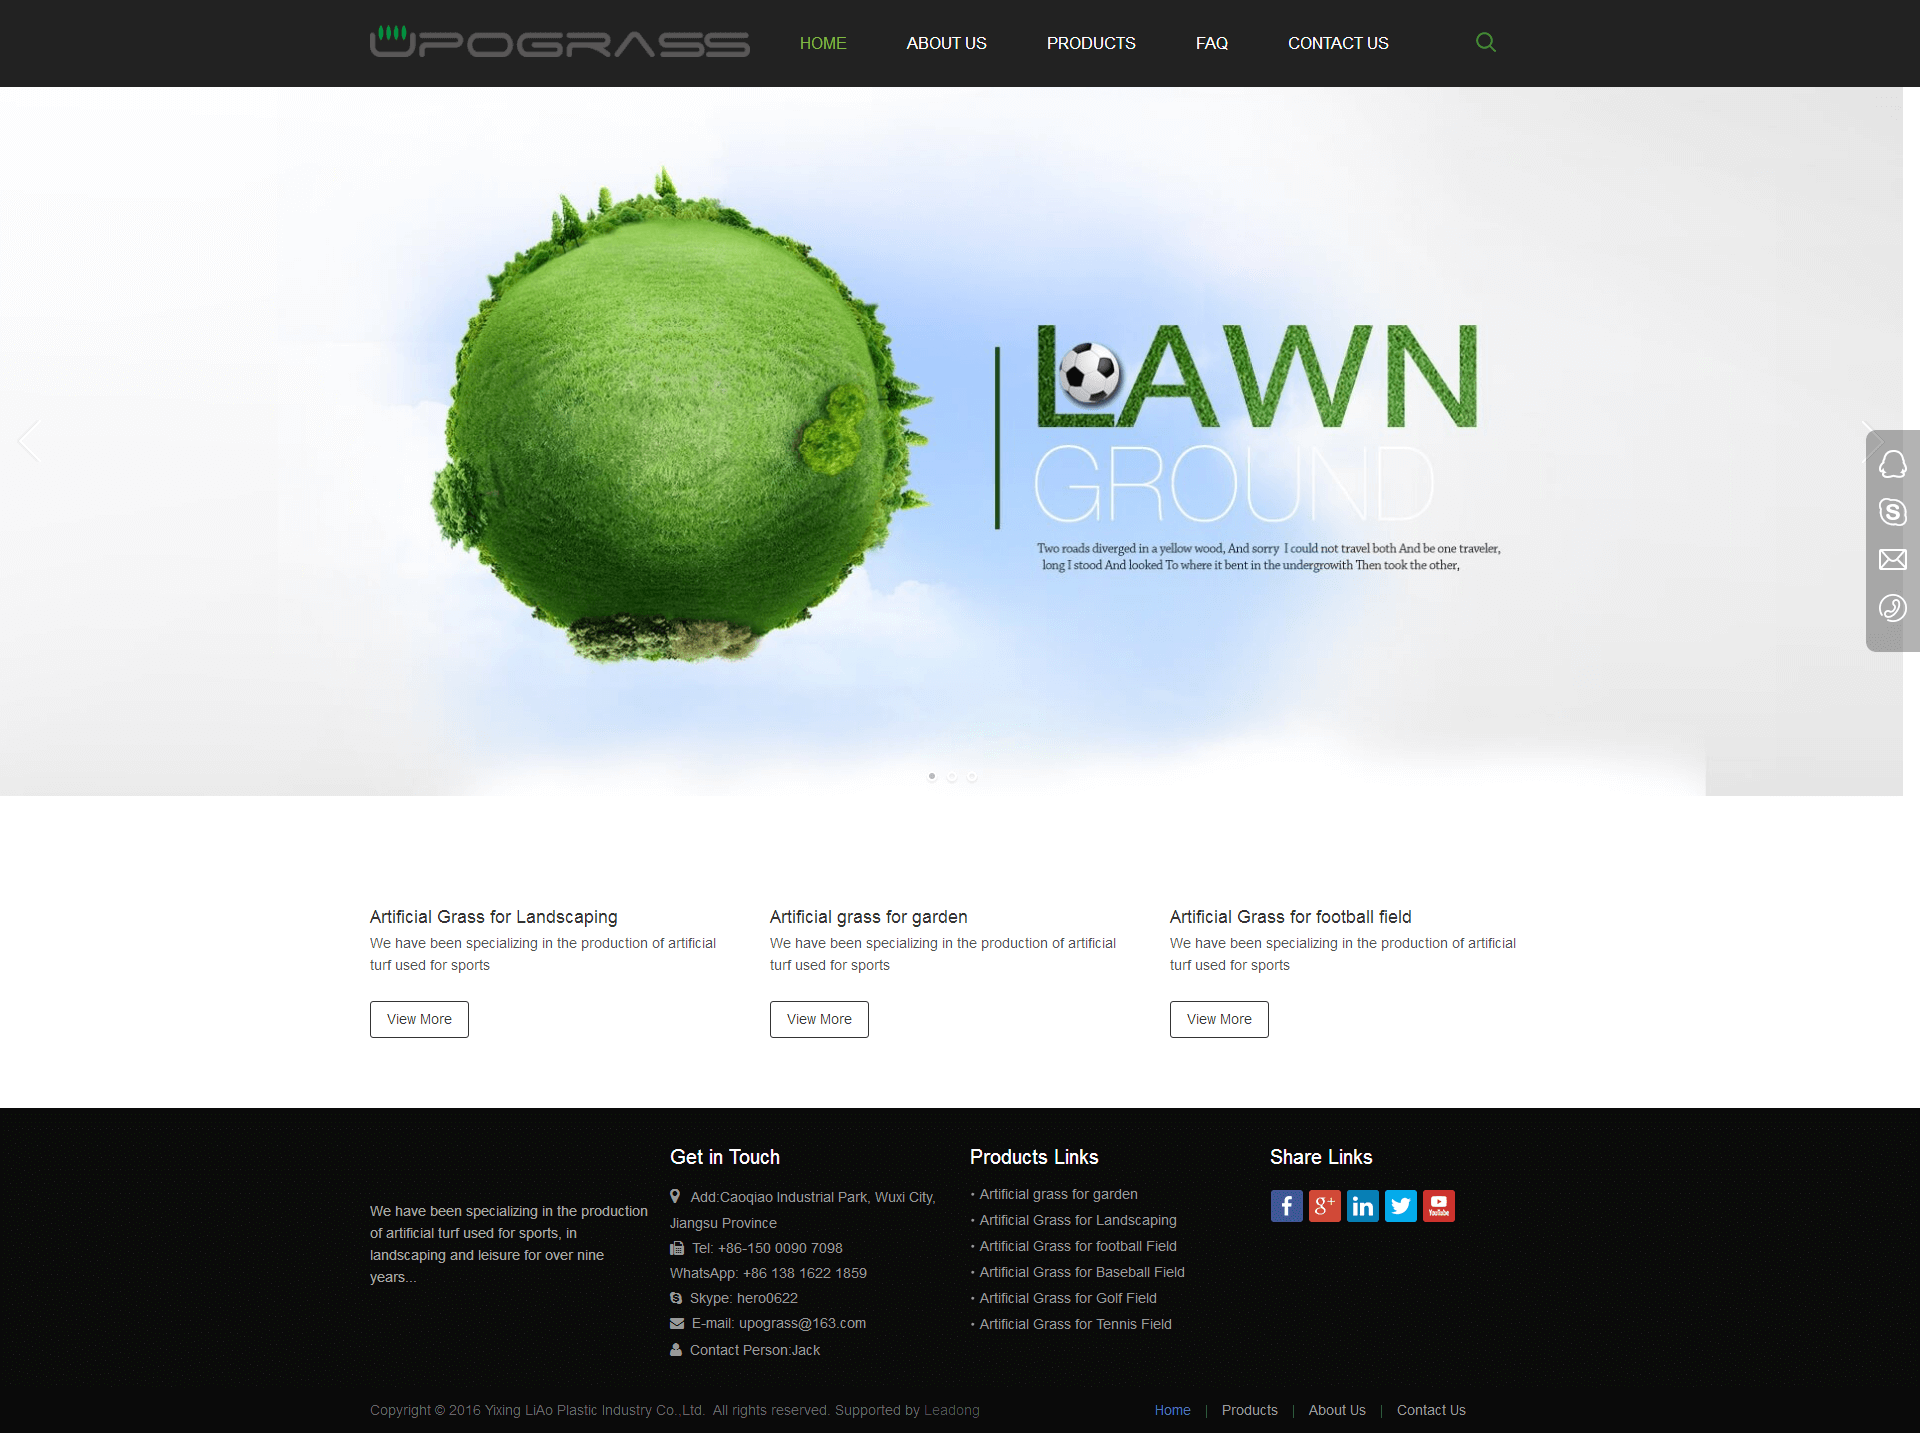 UPOGRASS
HOME ABOUT US PRODUCTS FAQ CONTACT US
LAWN
GROUND
Two roads diverged in a yellow wood, And sorry I could not travel both And be one traveler,
long I stood And looked To where it bent in the undergrowith Then took the other,
Artificial Grass for Landscaping
We have been specializing in the production of artificial
turf used for sports
View More
Artificial grass for garden
We have been specializing in the production of artificial
turf used for sports
View More
Artificial Grass for football field
We have been specializing in the production of artificial
turf used for sports
View More
We have been specializing in the production
of artificial turf used for sports, in
landscaping and leisure for over nine
years...
Get in Touch
Add:Caoqiao Industrial Park, Wuxi City,
Jiangsu Province
Tel: +86-150 0090 7098
WhatsApp: +86 138 1622 1859
Skype: hero0622
E-mail: upograss@163.com
Contact Person:Jack
Products Links
• Artificial grass for garden
• Artificial Grass for Landscaping
• Artificial Grass for football Field
• Artificial Grass for Baseball Field
• Artificial Grass for Golf Field
• Artificial Grass for Tennis Field
Share Links
f g+ in YouTube
Copyright © 2016 Yixing LiAo Plastic Industry Co.,Ltd. All rights reserved. Supported by Leadong
Home | Products | About Us | Contact Us